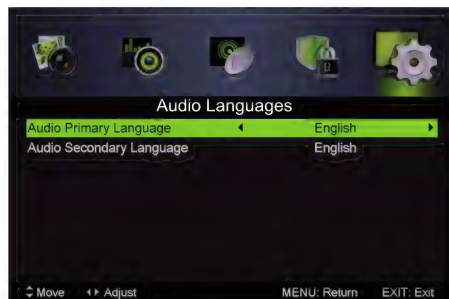 Audio Languages
Audio Primary Language English
Audio Secondary Language English
Move Adjust MENU: Return EXIT: Exit